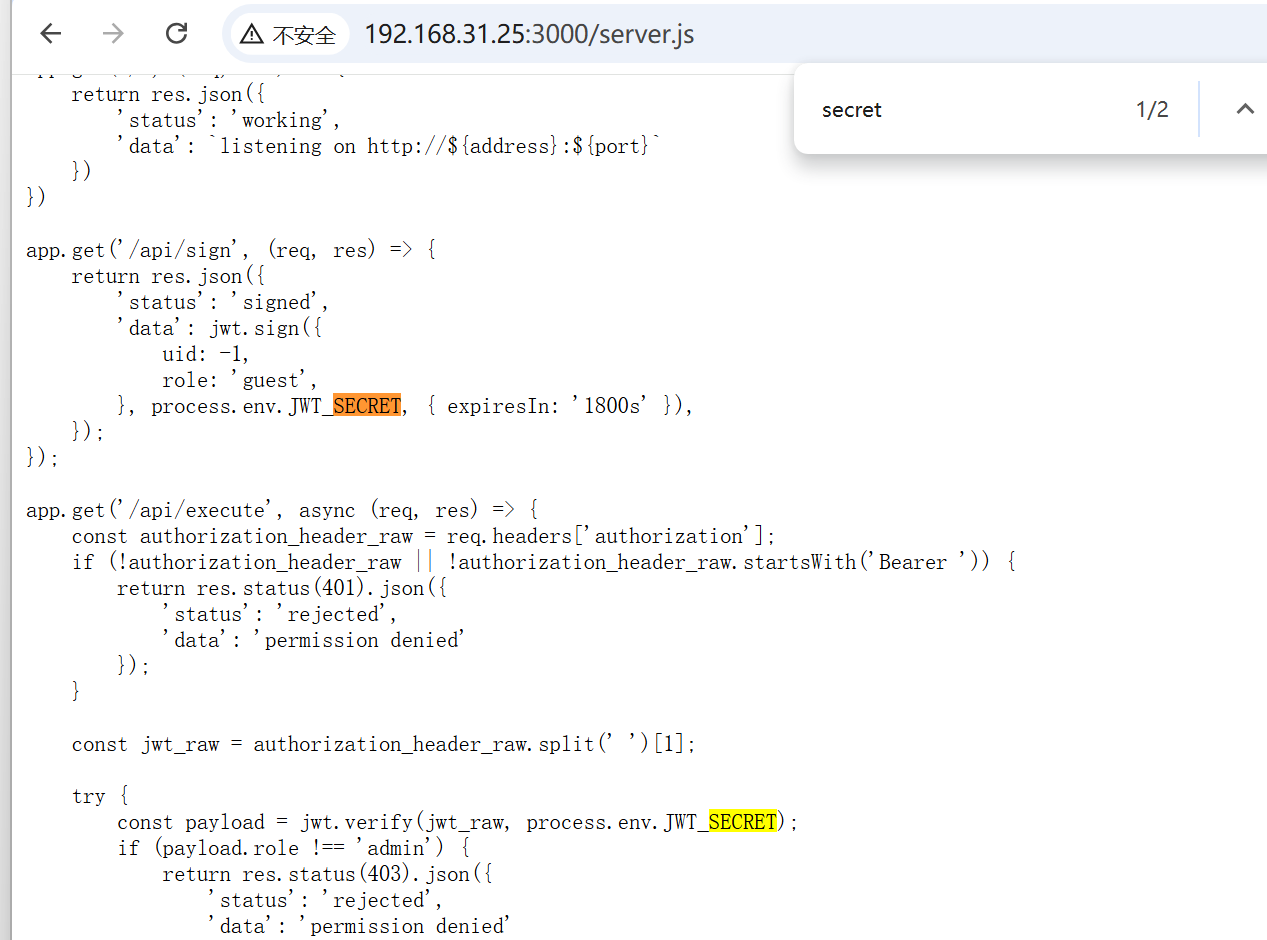 不安全 192.168.31.25:3000/server.js
secret 1/2
return res.json({
'status': 'working',
'data': `listening on http://${address}:${port}`
})
})
app.get('/api/sign', (req, res) => {
return res.json({
'status': 'signed',
'data': jwt.sign({
uid: -1,
role: 'guest',
}, process.env.JWT_SECRET, { expiresIn: '1800s' }),
});
});
app.get('/api/execute', async (req, res) => {
const authorization_header_raw = req.headers['authorization'];
if (!authorization_header_raw || !authorization_header_raw.startsWith('Bearer ')) {
return res.status(401).json({
'status': 'rejected',
'data': 'permission denied'
});
}
const jwt_raw = authorization_header_raw.split(' ')[1];
try {
const payload = jwt.verify(jwt_raw, process.env.JWT_SECRET);
if (payload.role !== 'admin') {
return res.status(403).json({
'status': 'rejected',
'data': 'permission denied'